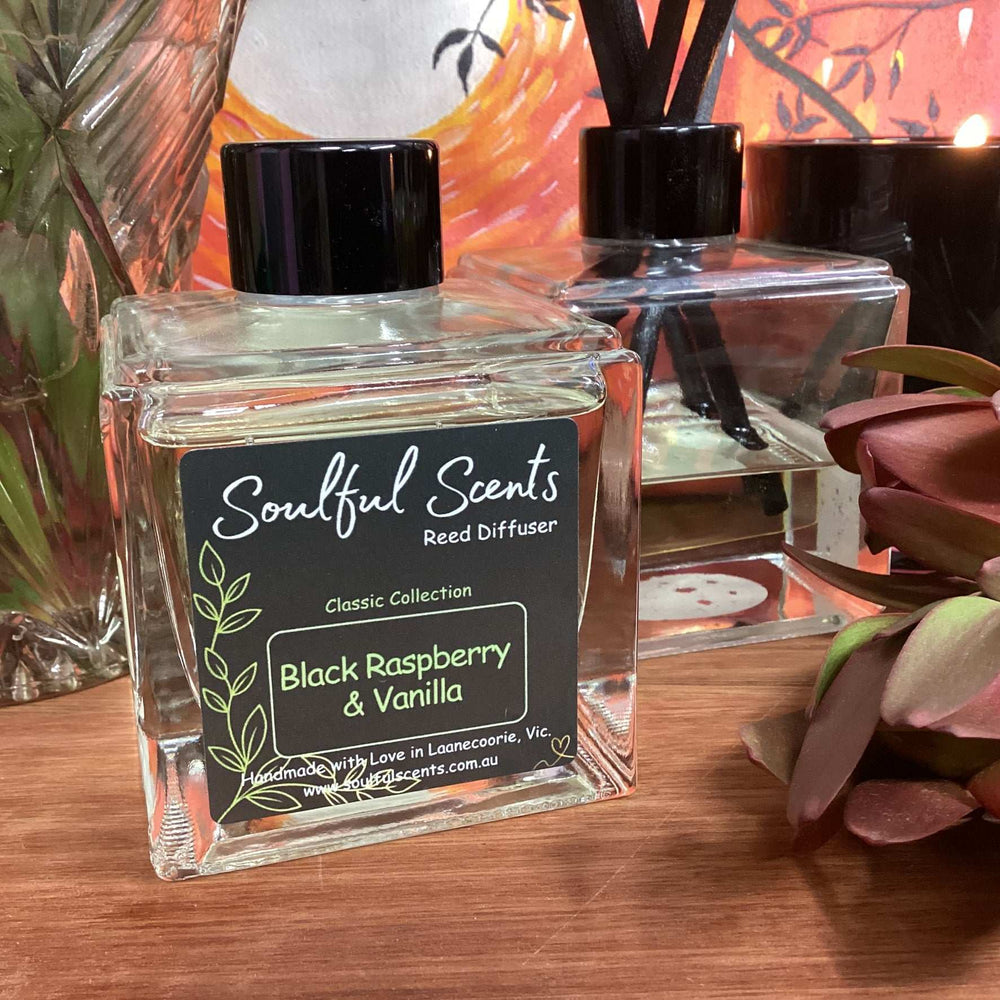 Soulful Scents
Reed Diffuser
Classic Collection
Black Raspberry
& Vanilla
Handmade with Love in Laanecoorie, Vic.
www.soulfulscents.com.au